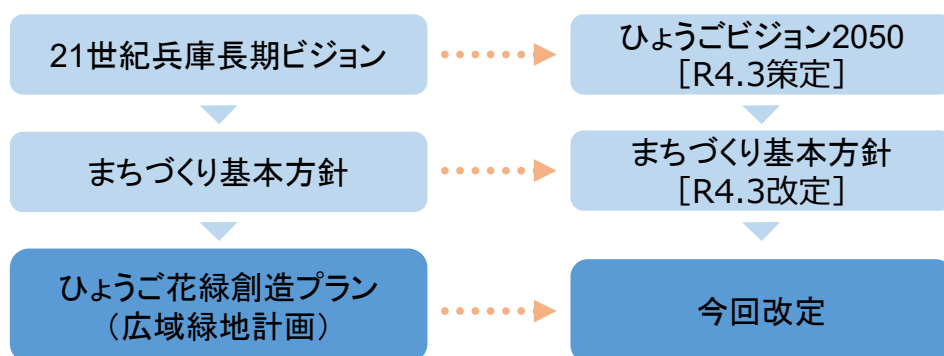 21世紀兵庫長期ビジョン
ひょうごビジョン2050
[R4.3策定]
まちづくり基本方針
まちづくり基本方針
[R4.3改定]
ひょうご花緑創造プラン
（広域緑地計画）
今回改定